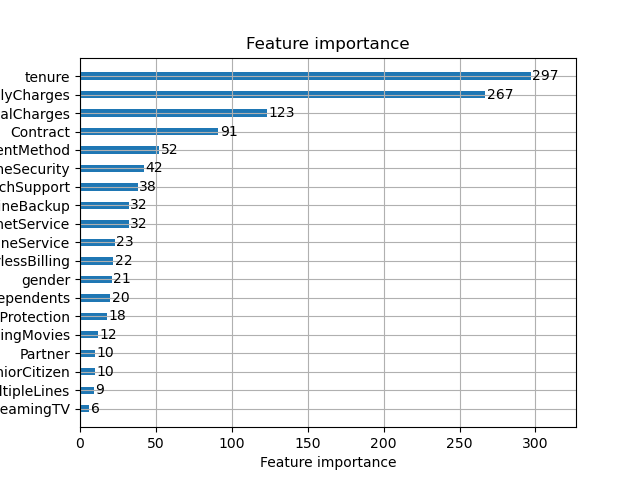 Feature importance
tenure 297
lyCharges 267
alCharges 123
Contract 91
entMethod 52
neSecurity 42
chSupport 38
neBackup 32
netService 32
neService 23
lessBilling 22
gender 21
ependents 20
Protection 18
ingMovies 12
Partner 10
niorCitizen 10
ltipleLines 9
eamingTV 6
0 50 100 150 200 250 300
Feature importance